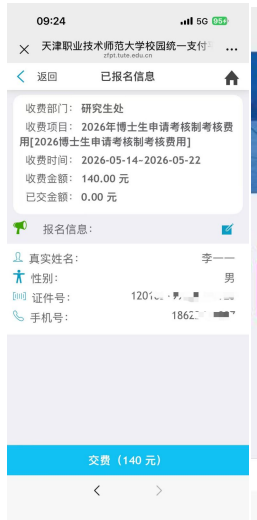 09:24
5G 95+
天津职业技术师范大学校园统一支付
zfpt.tute.edu.cn
返回 已报名信息
收费部门: 研究生处
收费项目: 2026年博士生申请考核制考核费
用[2026博士生申请考核制考核费用]
收费时间: 2026-05-14~2026-05-22
收费金额: 140.00 元
已交金额: 0.00 元
报名信息:
真实姓名: 李一一
性别: 男
证件号: 1201
手机号: 1862
交费（140 元）